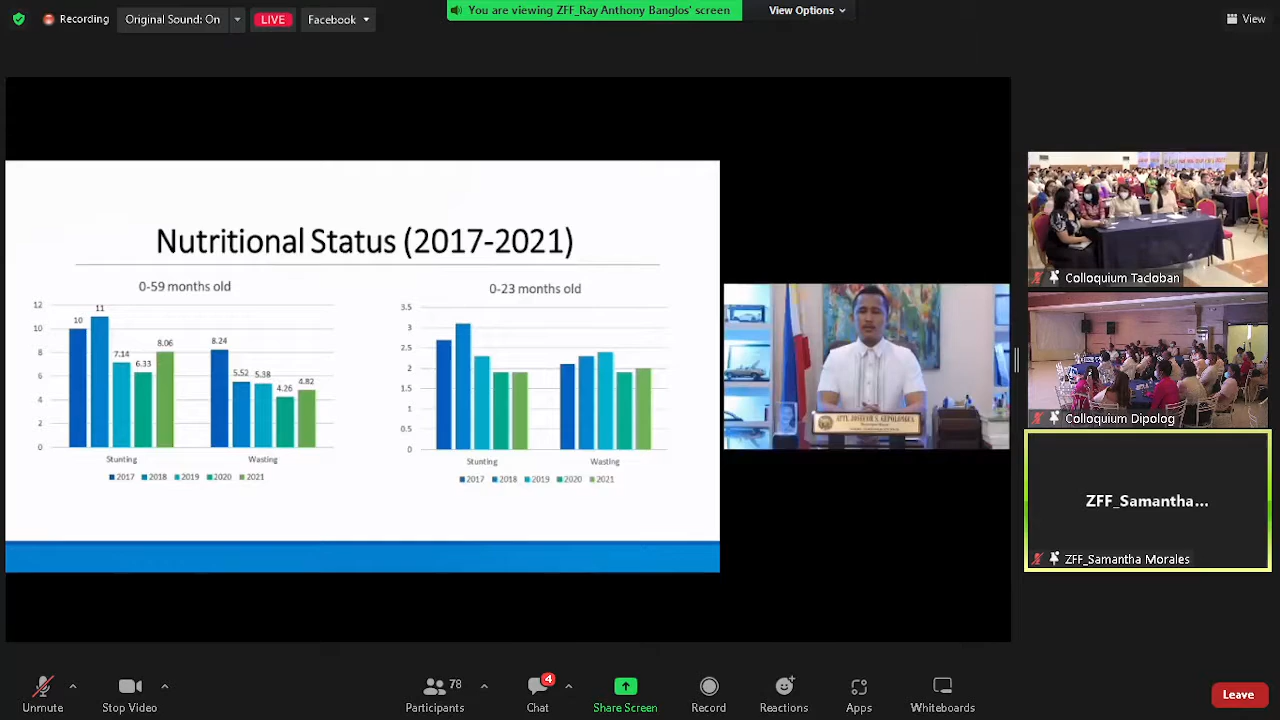 Recording
Original Sound: On
LIVE
Facebook
You are viewing ZFF_Ray Anthony Banglos' screen
View Options
View
Nutritional Status (2017-2021)
0-59 months old
12
10
8
6
4
2
0
10
11
7.14
6.33
8.06
8.24
5.52
5.38
4.26
4.82
Stunting
Wasting
2017 2018 2019 2020 2021
0-23 months old
3.5
3
2.5
2
1.5
1
0.5
0
Stunting
Wasting
2017 2018 2019 2020 2021
ATTY. JOSEPH S. CEPOLONES
Colloquium Tacloban
Colloquium Dipolog
ZFF_Samantha...
ZFF_Samantha Morales
Unmute
Stop Video
78
Participants
4
Chat
Share Screen
Record
Reactions
Apps
Whiteboards
Leave